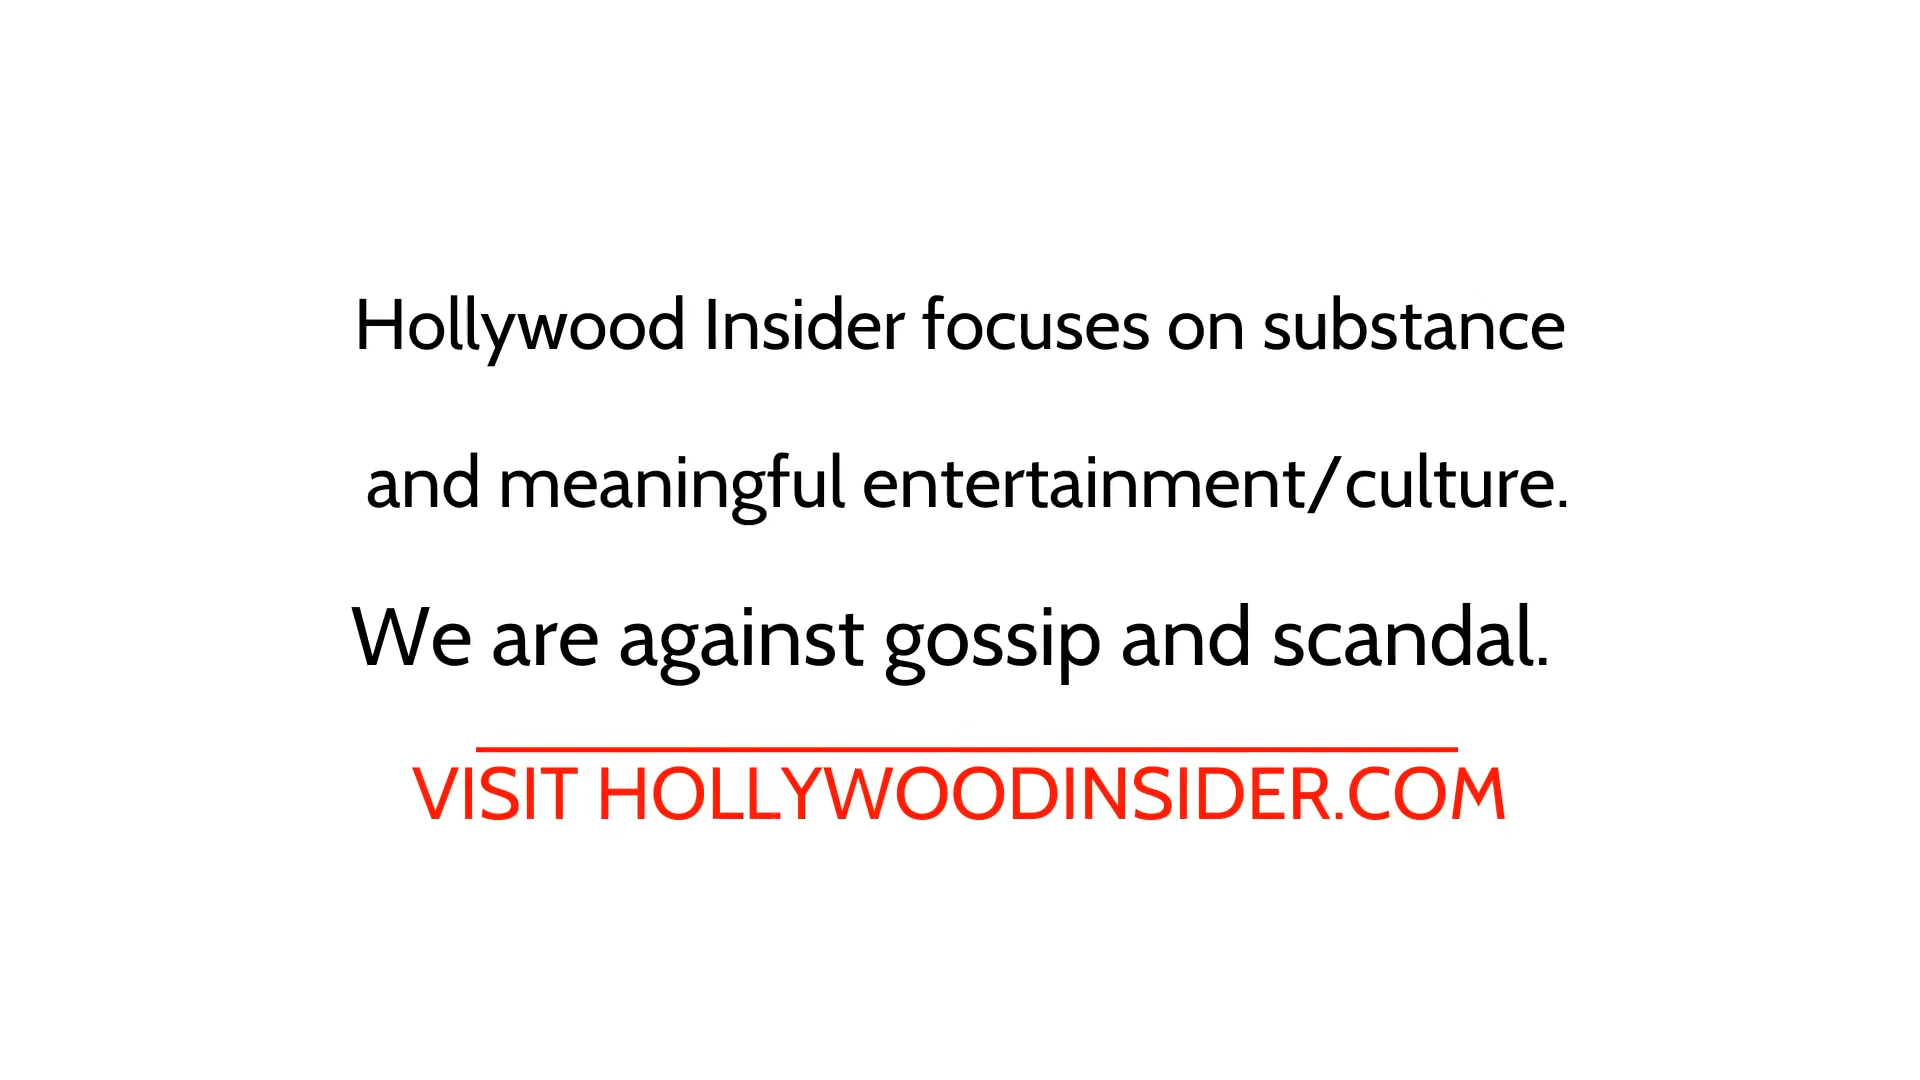 Hollywood Insider focuses on substance
and meaningful entertainment/culture.
We are against gossip and scandal.
VISIT HOLLYWOODINSIDER.COM